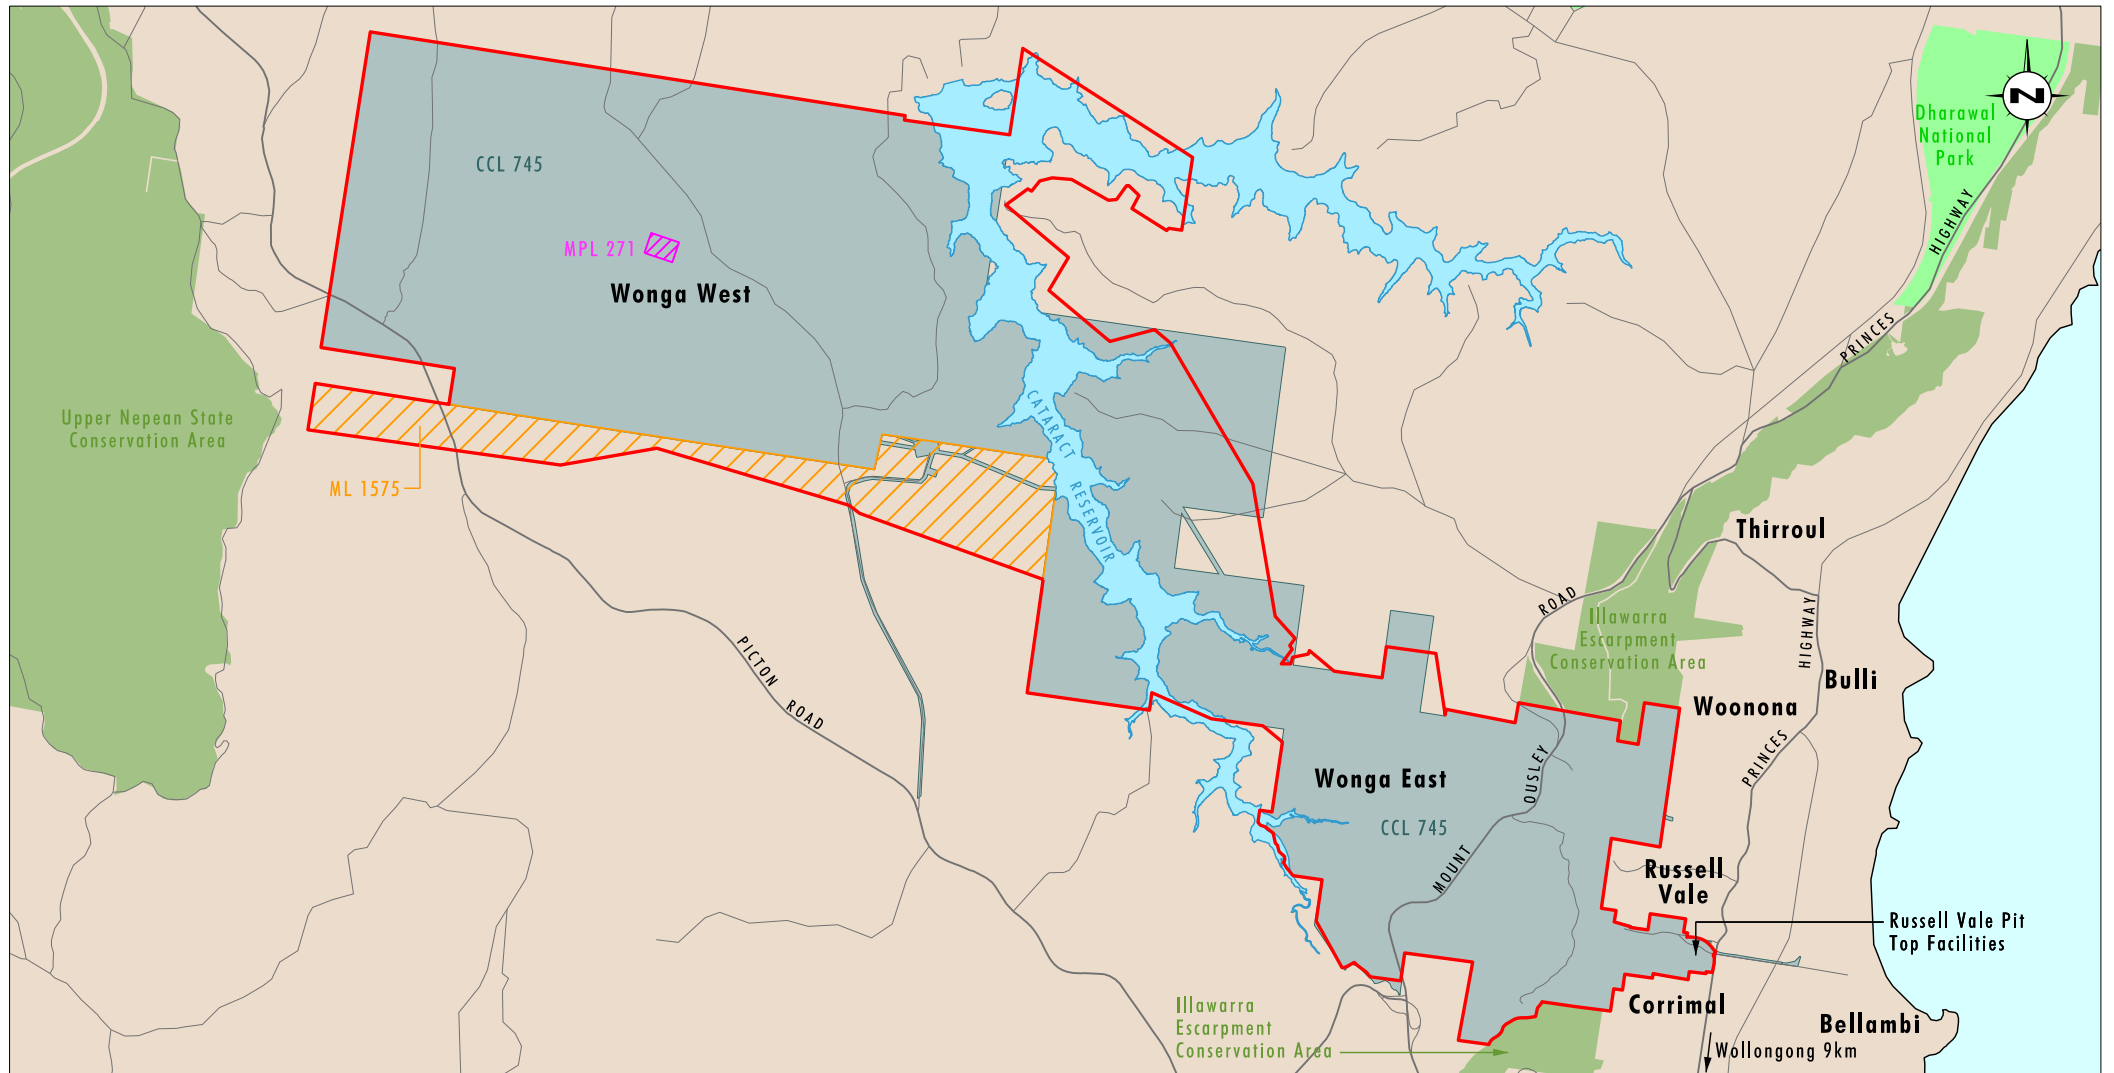 N
Dharawal
National
Park
CCL 745
HIGHWAY
MPL 271
Wonga West
PRINCES
Upper Nepean State
Conservation Area
CATARACT RESERVOIR
ML 1575
Thirroul
ROAD
Illawarra
Escarpment
Conservation Area
HIGHWAY
PICTON ROAD
Bulli
Woonona
PRINCES
Wonga East
OUSLEY
CCL 745
MOUNT
Russell
Vale
Russell Vale Pit
Top Facilities
Illawarra
Escarpment
Conservation Area
Corrimal
Bellambi
Wollongong 9km